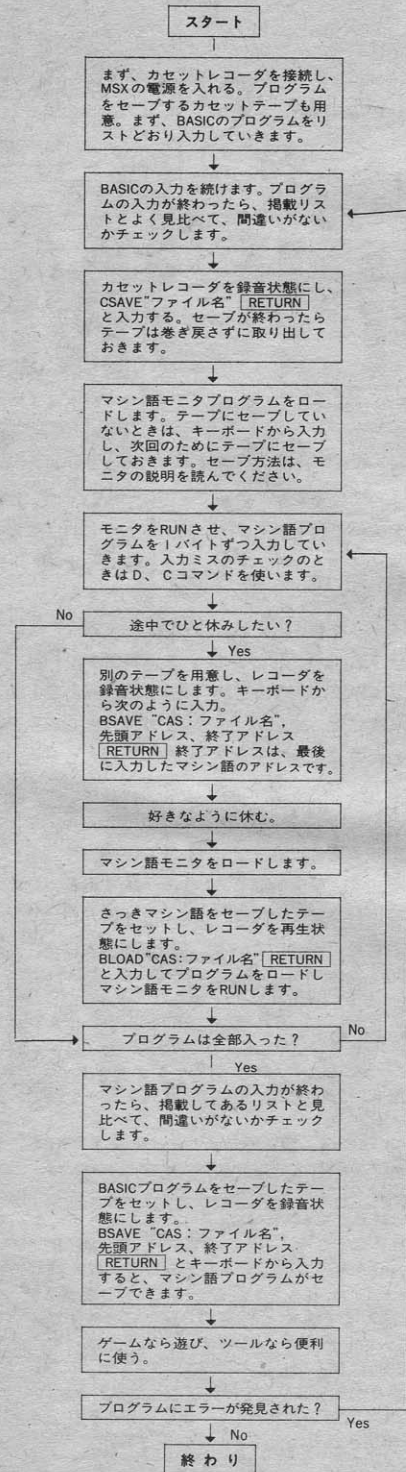 スタート
まず、カセットレコーダを接続し、
MSXの電源を入れる。プログラム
をセーブするカセットテープも用
意。まず、BASICのプログラムをリ
ストどおり入力していきます。
BASICの入力を続けます。プログラ
ムの入力が終わったら、掲載リス
トとよく見比べて、間違いがない
かチェックします。
カセットレコーダを録音状態にし、
CSAVE"ファイル名" RETURN
と入力する。セーブが終わったら
テープは巻き戻さずに取り出して
おきます。
マシン語モニタプログラムをロー
ドします。テープにセーブしてい
ないときは、キーボードから入力
し、次回のためにテープにセーブ
しておきます。セーブ方法は、モ
ニタの説明を読んでください。
モニタをRUNさせ、マシン語プロ
グラムを1バイトずつ入力してい
きます。入力ミスのチェックのと
きはD、Cコマンドを使います。
No
途中でひと休みしたい?
Yes
別のテープを用意し、レコーダを
録音状態にします。キーボードか
ら次のように入力。
BSAVE "CAS:ファイル名",
先頭アドレス、終了アドレス
RETURN 終了アドレスは、最後
に入力したマシン語のアドレスです。
好きなように休む。
マシン語モニタをロードします。
さっきマシン語をセーブしたテー
プをセットし、レコーダを再生状
態にします。
BLOAD"CAS:ファイル名" RETURN
と入力してプログラムをロードし
マシン語モニタをRUNします。
プログラムは全部入った?
No
Yes
マシン語プログラムの入力が終わ
ったら、掲載してあるリストと見
比べて、間違いがないかチェック
します。
BASICプログラムをセーブしたテー
プをセットし、レコーダを録音状
態にします。
BSAVE "CAS:ファイル名",
先頭アドレス、終了アドレス
RETURN とキーボードから入力
すると、マシン語プログラムがセ
ーブできます。
ゲームなら遊び、ツールなら便利
に使う。
プログラムにエラーが発見された?
Yes
No
終わり